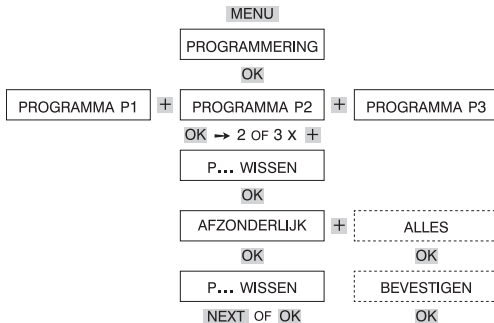 MENU
PROGRAMMERING
OK
PROGRAMMA P1 + PROGRAMMA P2 + PROGRAMMA P3
OK → 2 OF 3 X +
P... WISSEN
OK
AFZONDERLIJK + ALLES
OK OK
P... WISSEN BEVESTIGEN
NEXT OF OK OK